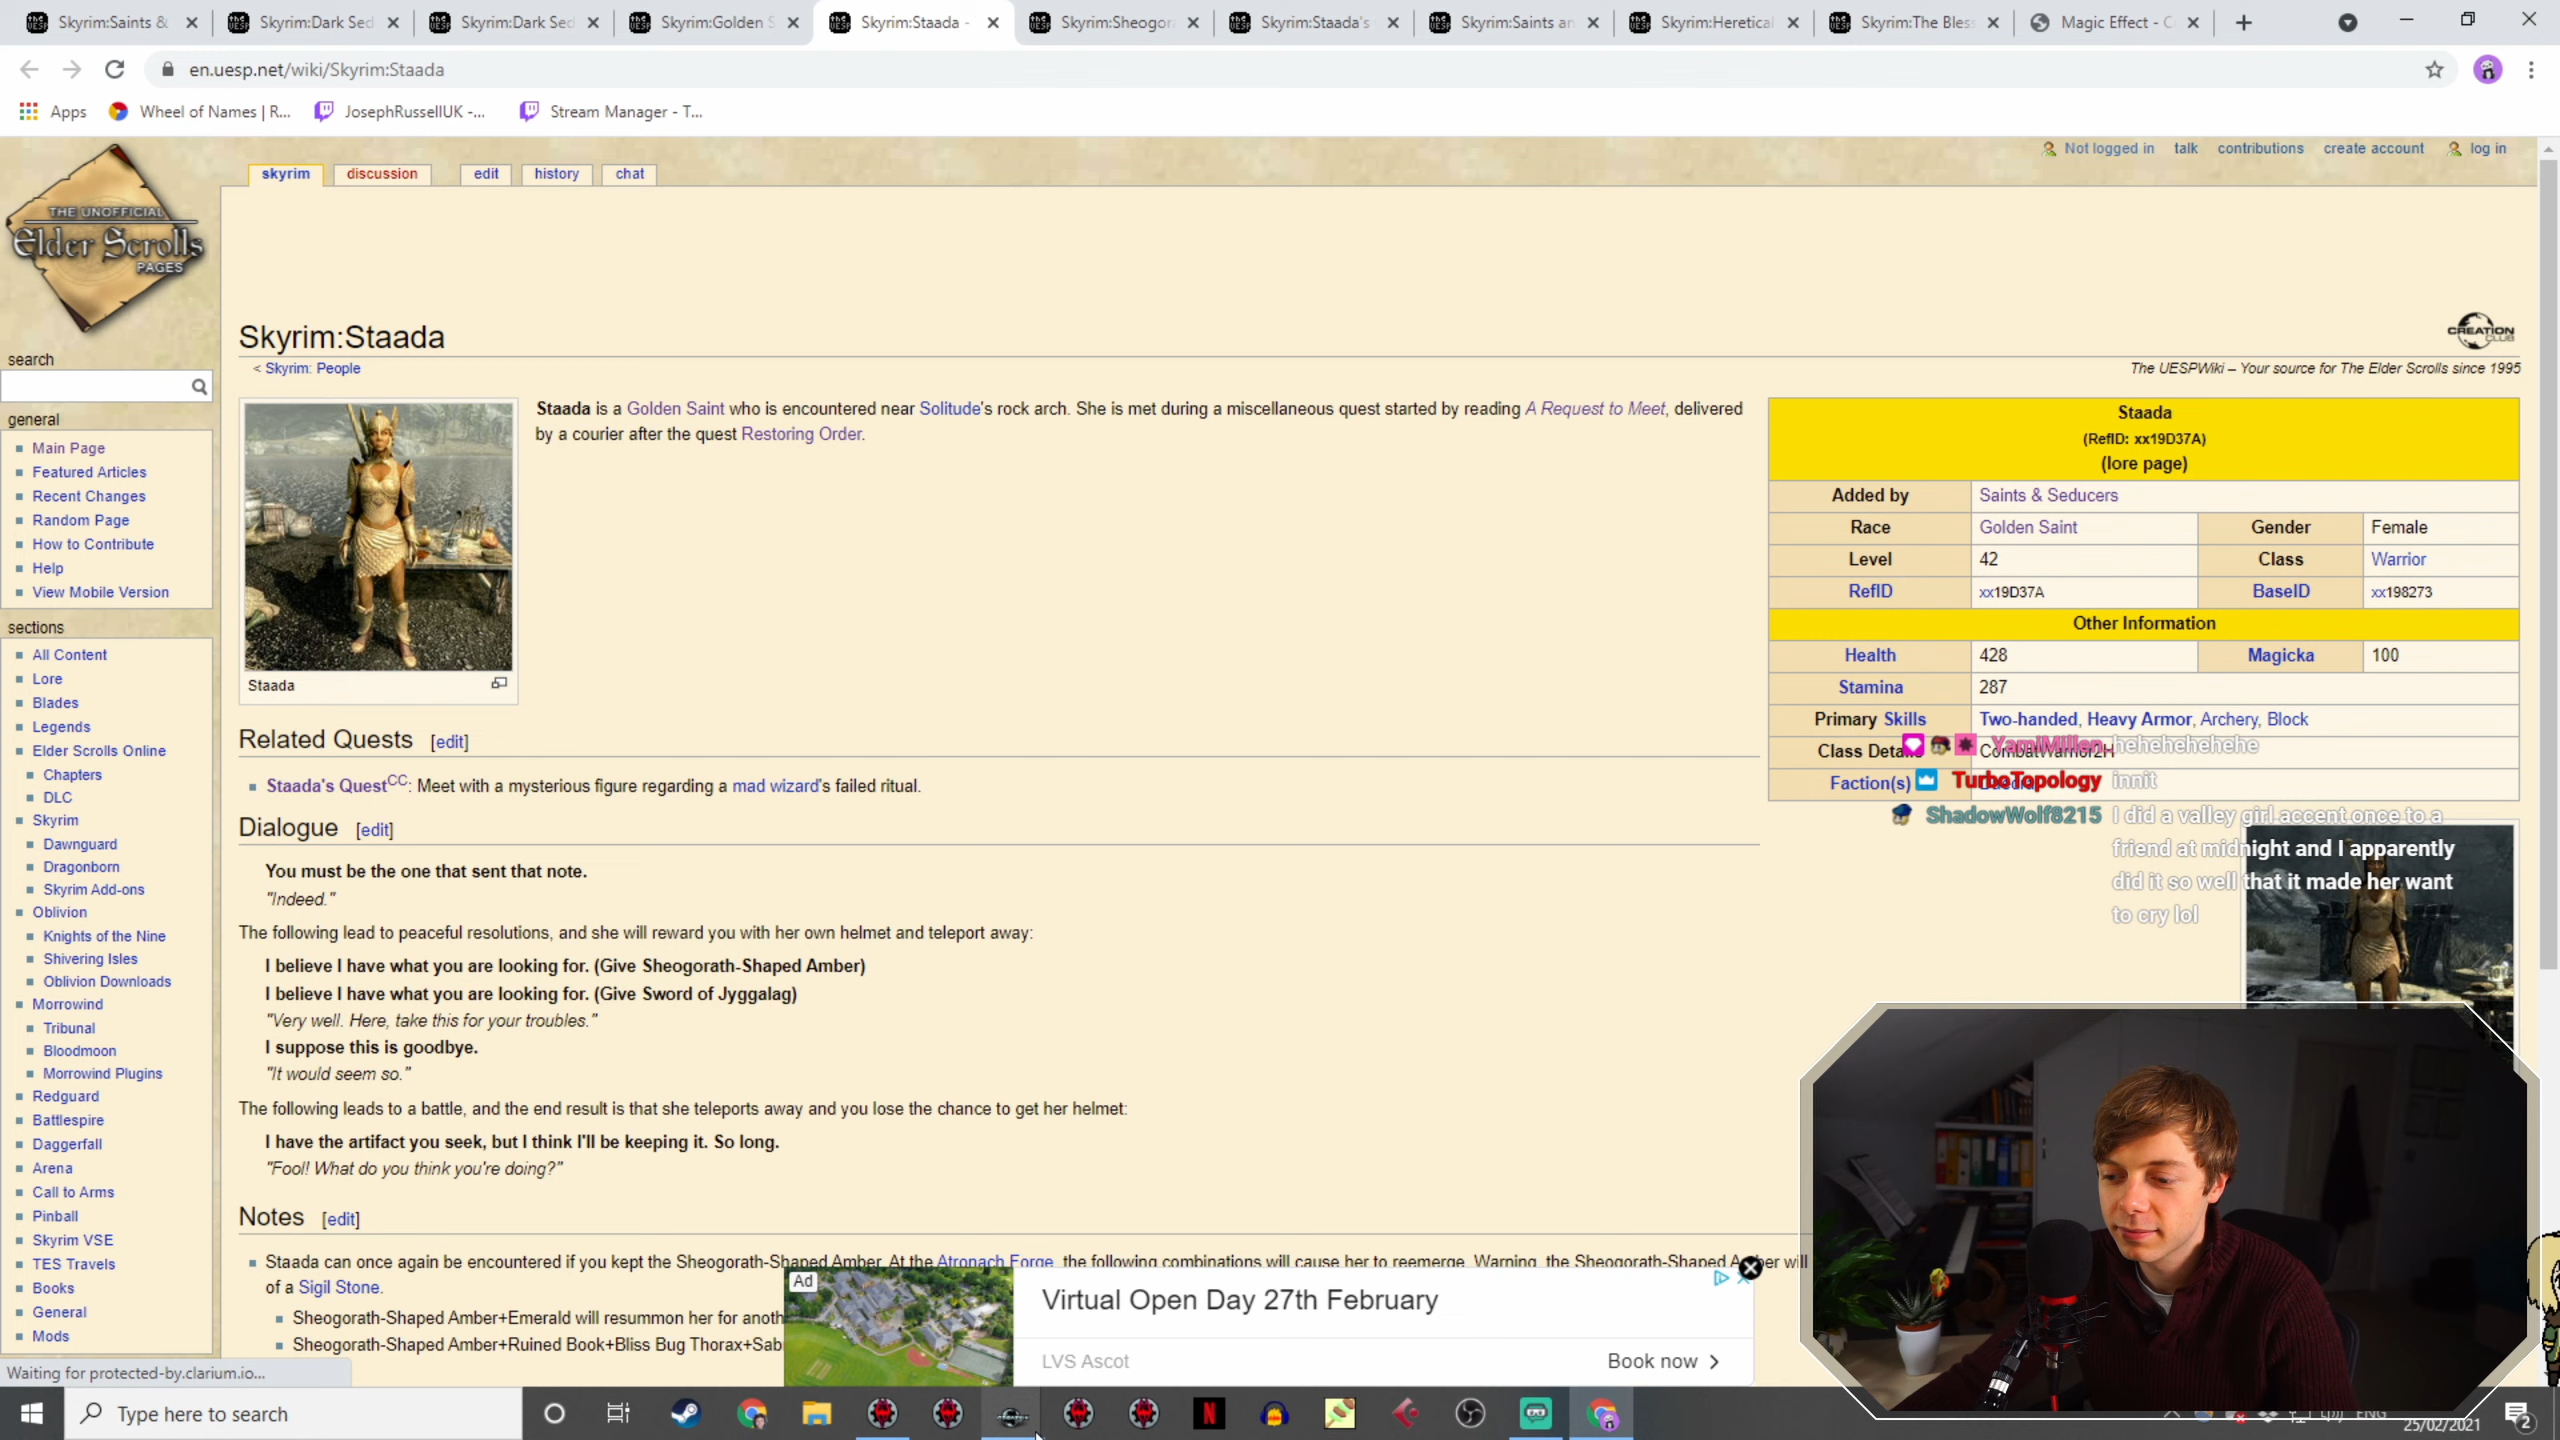 Skyrim:Saints &
Skyrim:Dark Sed
Skyrim:Dark Sed
Skyrim:Golden S
Skyrim:Staada -
Skyrim:Sheogor
Skyrim:Staada's
Skyrim:Saints an
Skyrim:Heretical
Skyrim:The Bles
Magic Effect - C
en.uesp.net/wiki/Skyrim:Staada
Apps
Wheel of Names | R...
JosephRussellUK -...
Stream Manager - T...
Not logged in talk contributions create account log in
skyrim discussion edit history chat
THE UNOFFICIAL
Elder Scrolls
PAGES
Skyrim:Staada
CREATION
CLUB
< Skyrim: People
The UESPWiki – Your source for The Elder Scrolls since 1995
search
general
Main Page
Featured Articles
Recent Changes
Random Page
How to Contribute
Help
View Mobile Version
sections
All Content
Lore
Blades
Legends
Elder Scrolls Online
Chapters
DLC
Skyrim
Dawnguard
Dragonborn
Skyrim Add-ons
Oblivion
Knights of the Nine
Shivering Isles
Oblivion Downloads
Morrowind
Tribunal
Bloodmoon
Morrowind Plugins
Redguard
Battlespire
Daggerfall
Arena
Call to Arms
Pinball
Skyrim VSE
TES Travels
Books
General
Mods
Staada
Staada is a Golden Saint who is encountered near Solitude's rock arch. She is met during a miscellaneous quest started by reading A Request to Meet, delivered
by a courier after the quest Restoring Order.
Related Quests [edit]
Staada's QuestCC: Meet with a mysterious figure regarding a mad wizard's failed ritual.
Dialogue [edit]
You must be the one that sent that note.
"Indeed."
The following lead to peaceful resolutions, and she will reward you with her own helmet and teleport away:
I believe I have what you are looking for. (Give Sheogorath-Shaped Amber)
I believe I have what you are looking for. (Give Sword of Jyggalag)
"Very well. Here, take this for your troubles."
I suppose this is goodbye.
"It would seem so."
The following leads to a battle, and the end result is that she teleports away and you lose the chance to get her helmet:
I have the artifact you seek, but I think I'll be keeping it. So long.
"Fool! What do you think you're doing?"
Notes [edit]
Staada can once again be encountered if you kept the Sheogorath-Shaped Amber. At the Atronach Forge, the following combinations will cause her to reemerge. Warning, the Sheogorath-Shaped Amber will
of a Sigil Stone.
Sheogorath-Shaped Amber+Emerald will resummon her for anoth
Sheogorath-Shaped Amber+Ruined Book+Bliss Bug Thorax+Sab
Staada
(RefID: xx19D37A)
(lore page)
Added by Saints & Seducers
Race Golden Saint Gender Female
Level 42 Class Warrior
RefID xx19D37A BaseID xx198273
Other Information
Health 428 Magicka 100
Stamina 287
Primary Skills Two-handed, Heavy Armor, Archery, Block
Class Detai CombatWarrior2H
Faction(s)
hehehehehehe
TurboTopology innit
ShadowWolf8215 I did a valley girl accent once to a
friend at midnight and I apparently
did it so well that it made her want
to cry lol
Ad
Virtual Open Day 27th February
LVS Ascot
Book now
Waiting for protected-by.clarium.io...
Type here to search
ENG
25/02/2021
2